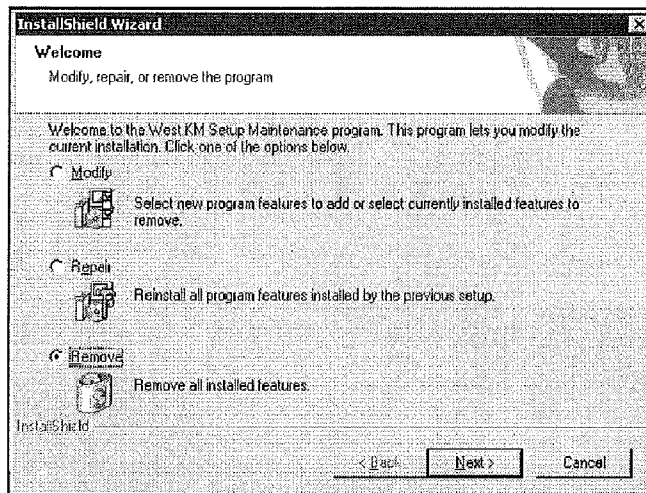 InstallShield Wizard
Welcome
Modify, repair, or remove the program
Welcome to the West KM Setup Maintenance program. This program lets you modify the
current installation. Click one of the options below.
Modify
Select new program features to add or select currently installed features to
remove.
Repair
Reinstall all program features installed by the previous setup.
Remove
Remove all installed features.
InstallShield
< Back
Next >
Cancel